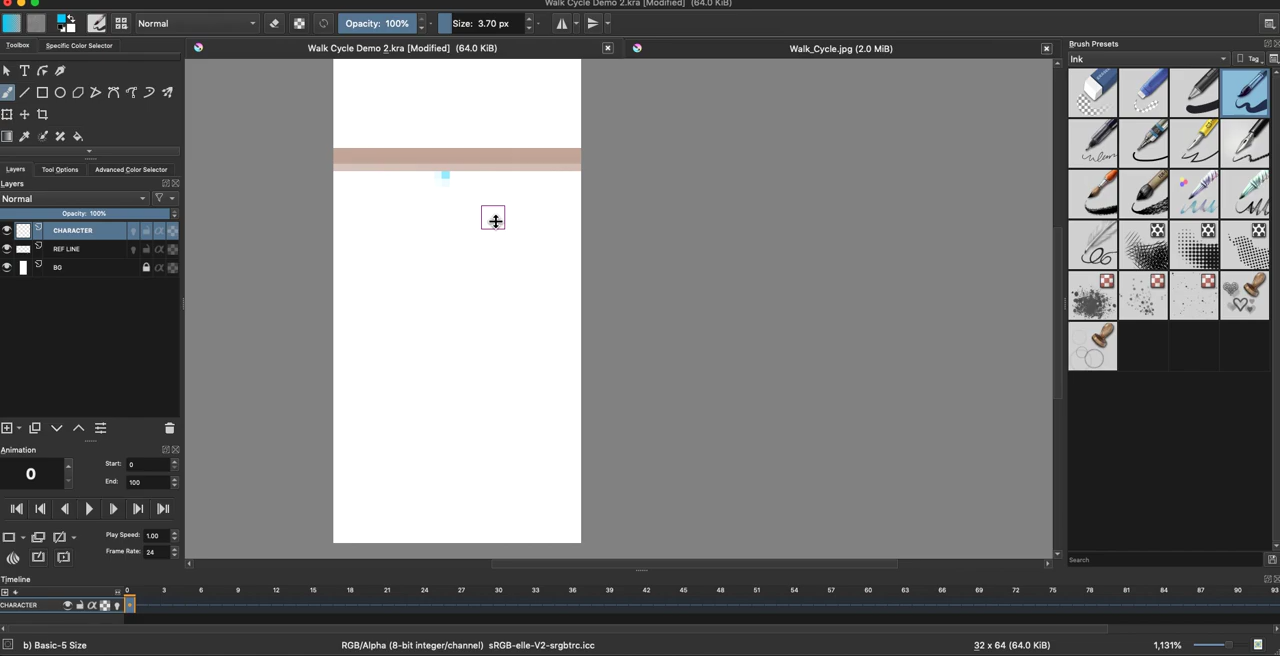 Walk Cycle Demo 2.kra [Modified] (64.0 KiB)
Normal
Opacity: 100%
Size: 3.70 px
Toolbox
Specific Color Selector
Walk Cycle Demo 2.kra [Modified] (64.0 KiB)
Walk_Cycle.jpg (2.0 MiB)
Brush Presets
Ink
Tag
Layers
Tool Options
Advanced Color Selector
Layers
Normal
Opacity: 100%
CHARACTER
REF LINE
BG
Animation
0
Start: 0
End: 100
Play Speed: 1.00
Frame Rate: 24
Search
Timeline
0 3 6 9 12 15 18 21 24 27 30 33 36 39 42 45 48 51 54 57 60 63 66 69 72 75 78 81 84 87 90 93
CHARACTER
b) Basic-5 Size
RGB/Alpha (8-bit integer/channel) sRGB-elle-V2-srgbtrc.icc
32 x 64 (64.0 KiB)
1,131%